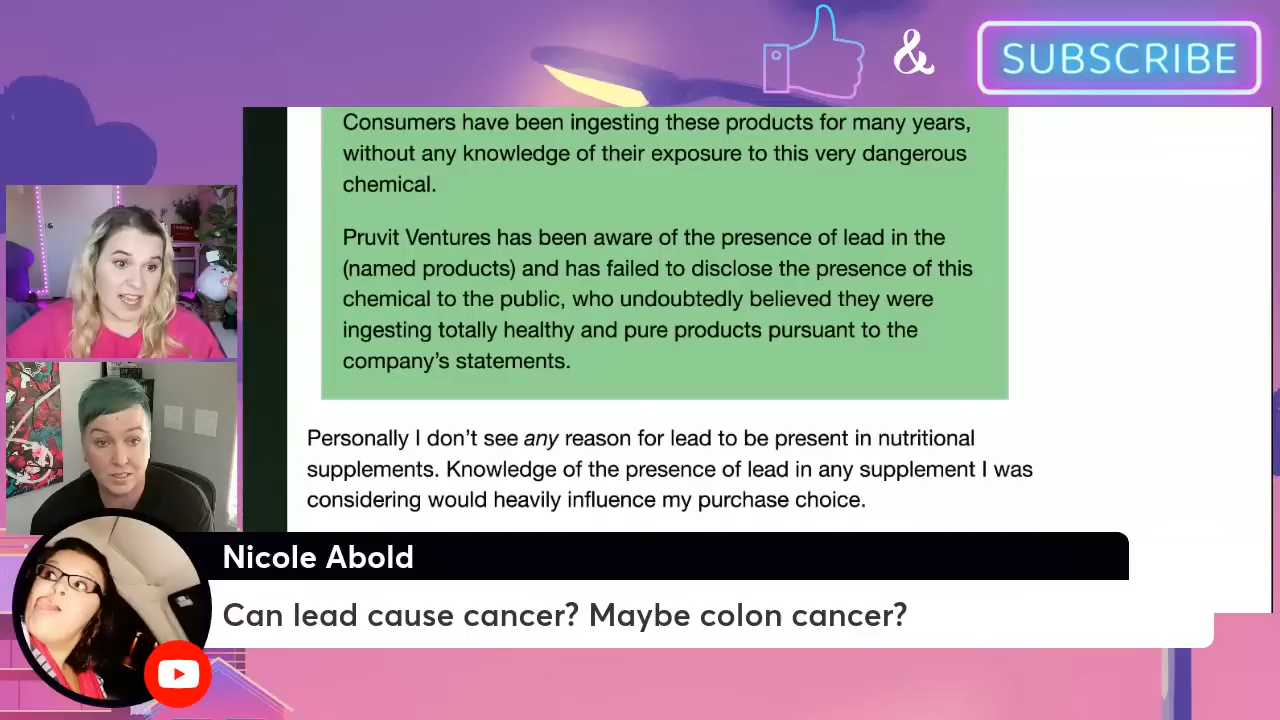 &
SUBSCRIBE
Consumers have been ingesting these products for many years,
without any knowledge of their exposure to this very dangerous
chemical.
Pruvit Ventures has been aware of the presence of lead in the
(named products) and has failed to disclose the presence of this
chemical to the public, who undoubtedly believed they were
ingesting totally healthy and pure products pursuant to the
company's statements.
Personally I don't see any reason for lead to be present in nutritional
supplements. Knowledge of the presence of lead in any supplement I was
considering would heavily influence my purchase choice.
Nicole Abold
Can lead cause cancer? Maybe colon cancer?